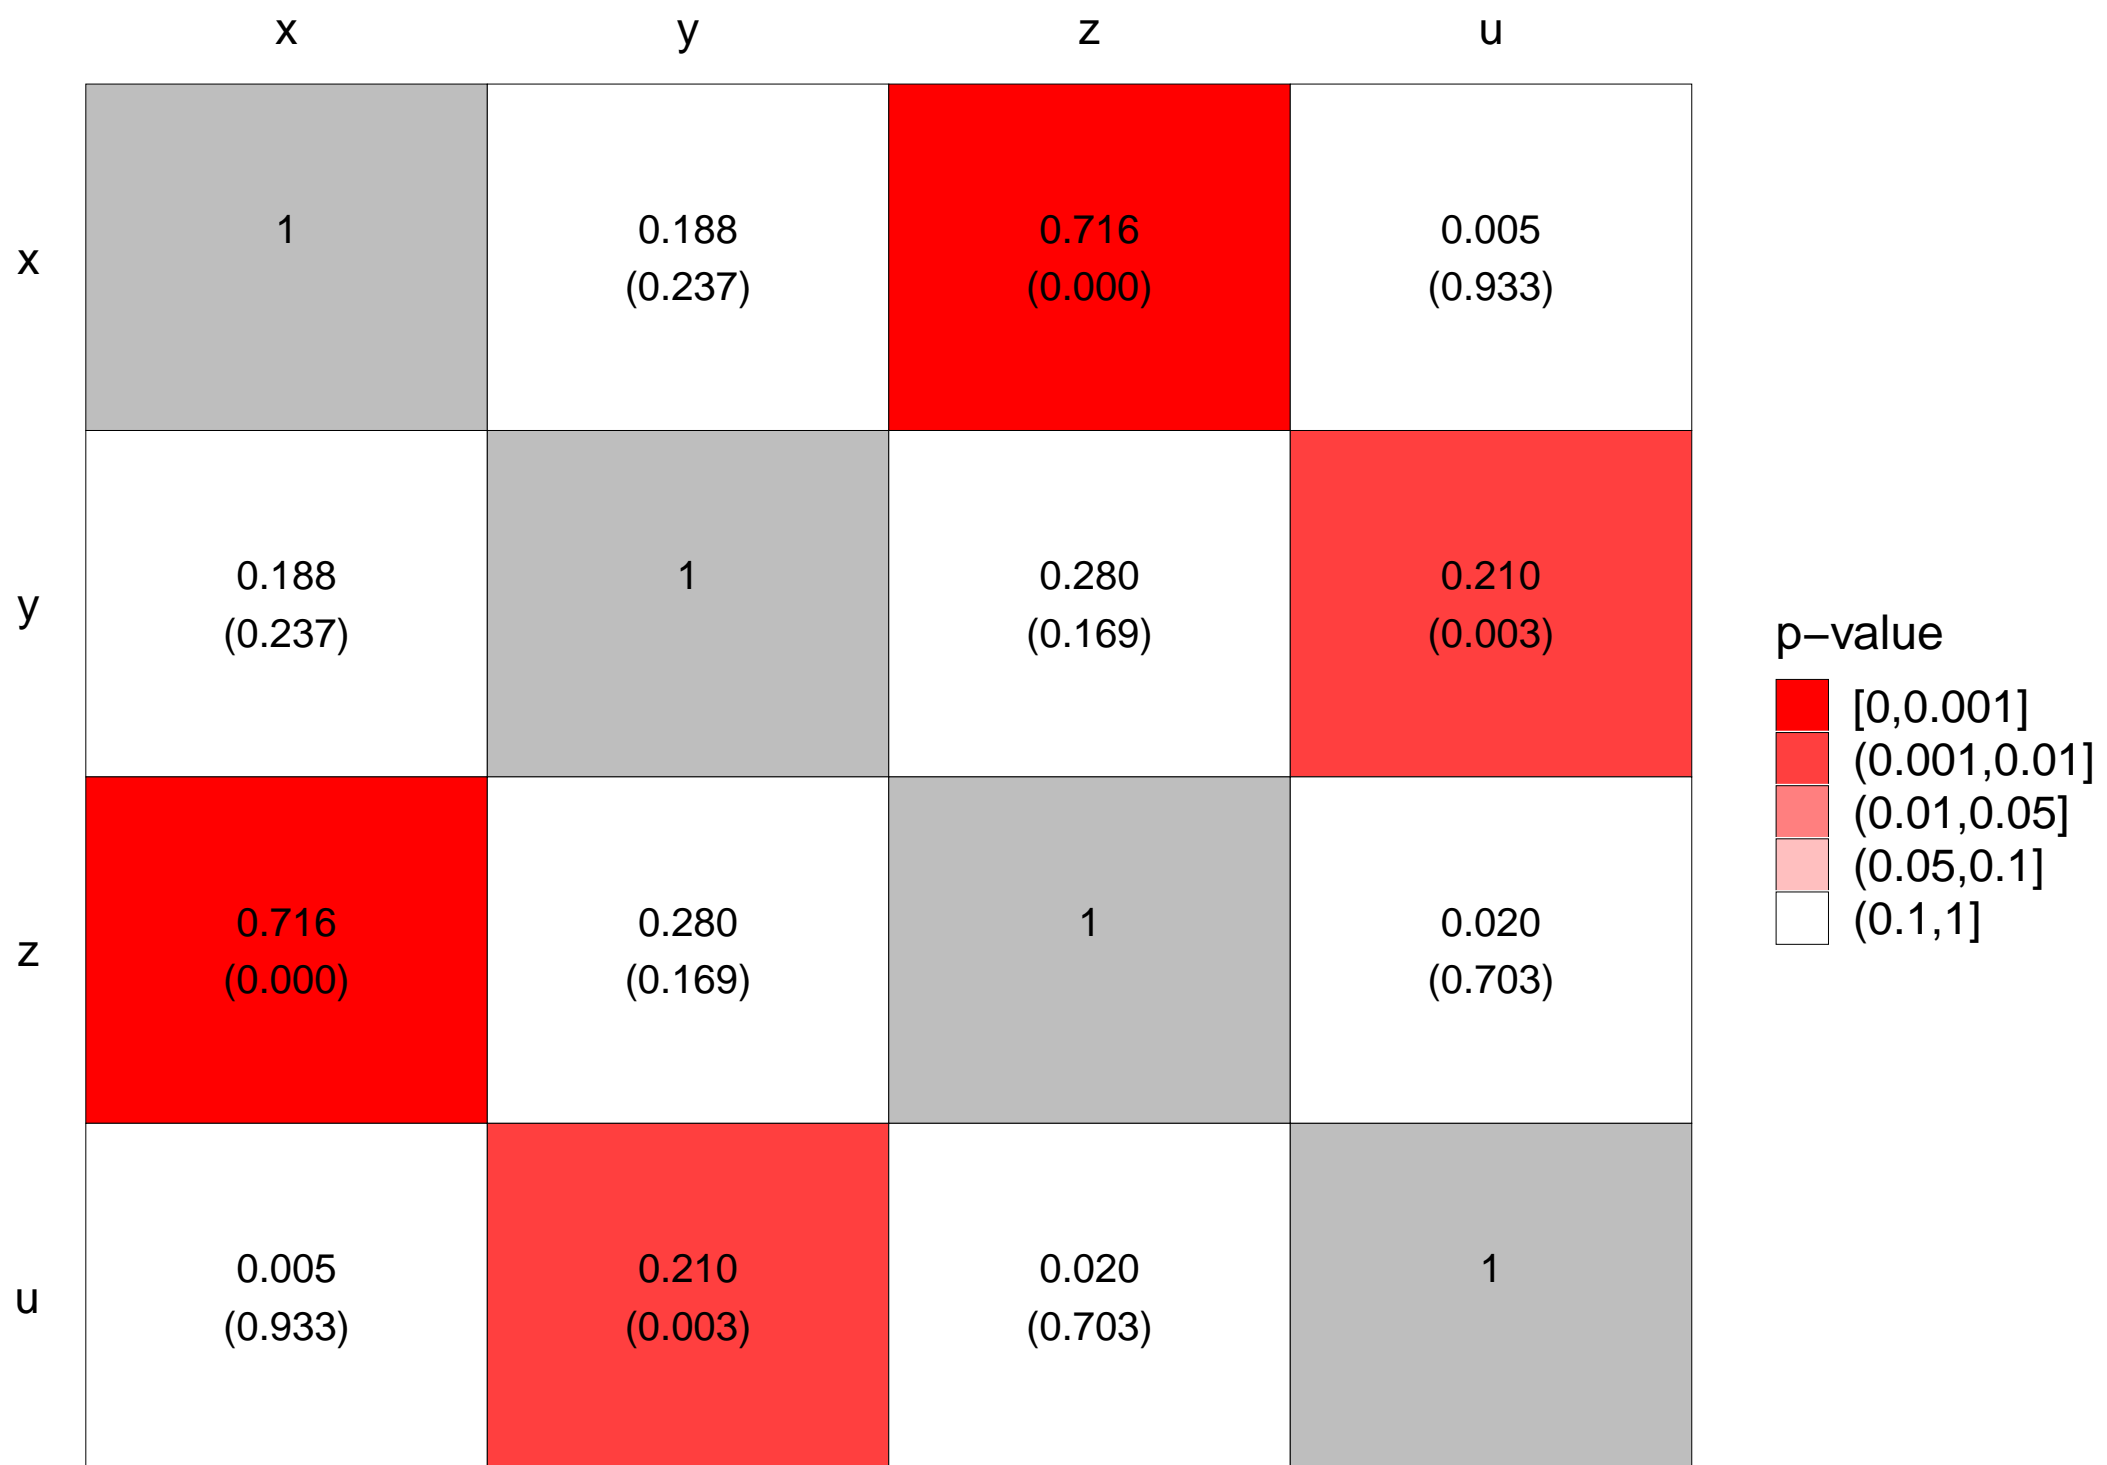 x y z u
x 1 0.188 0.716 0.005
(0.237) (0.000) (0.933)
y 0.188 1 0.280 0.210
(0.237) (0.169) (0.003)
z 0.716 0.280 1 0.020
(0.000) (0.169) (0.703)
u 0.005 0.210 0.020 1
(0.933) (0.003) (0.703)
p−value
[0,0.001]
(0.001,0.01]
(0.01,0.05]
(0.05,0.1]
(0.1,1]